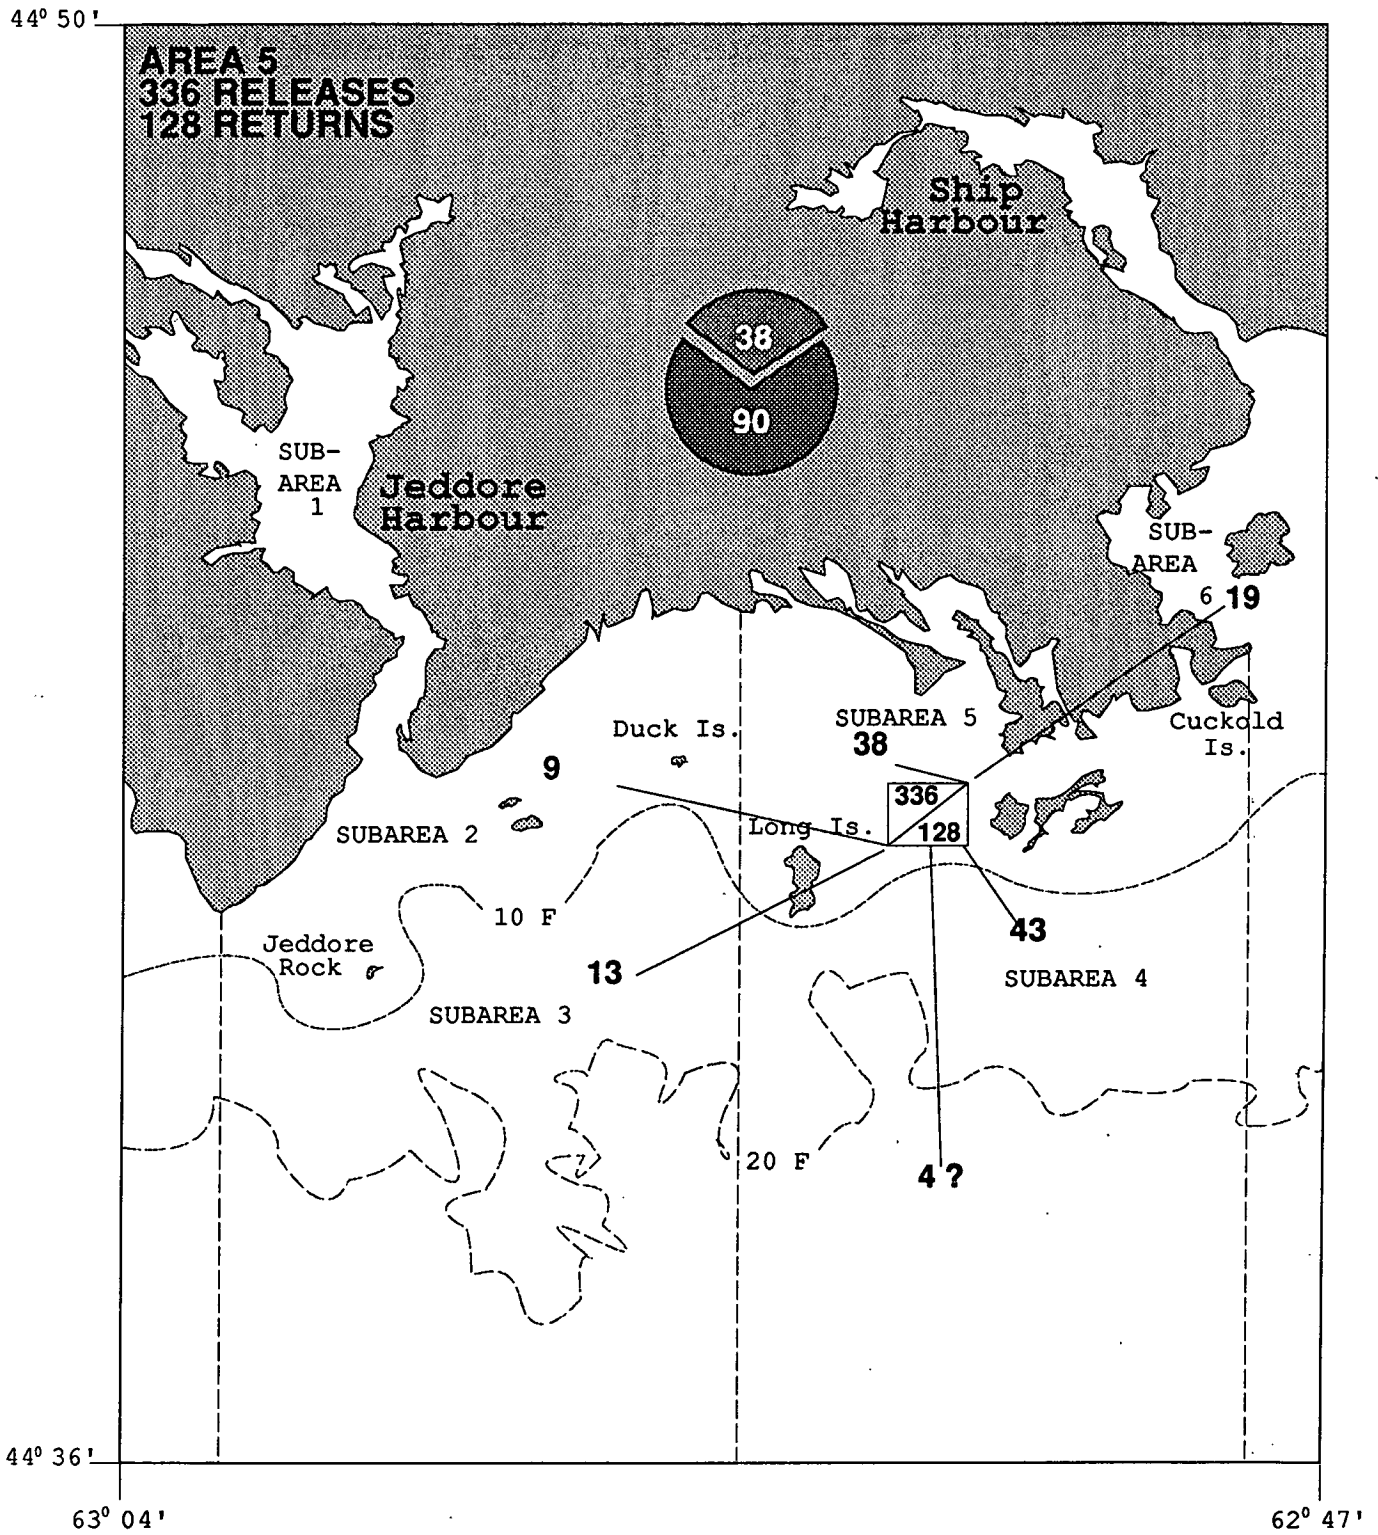 44° 50'
AREA 5
336 RELEASES
128 RETURNS
Ship
Harbour
38
90
SUB-
AREA
1
Jeddore
Harbour
SUB-
AREA
6 19
Duck Is.
SUBAREA 5
38
Cuckold
Is.
9
336
128
Long Is.
SUBAREA 2
10 F
43
Jeddore
Rock
13
SUBAREA 4
SUBAREA 3
20 F
4 ?
44° 36'
63° 04'
62° 47'